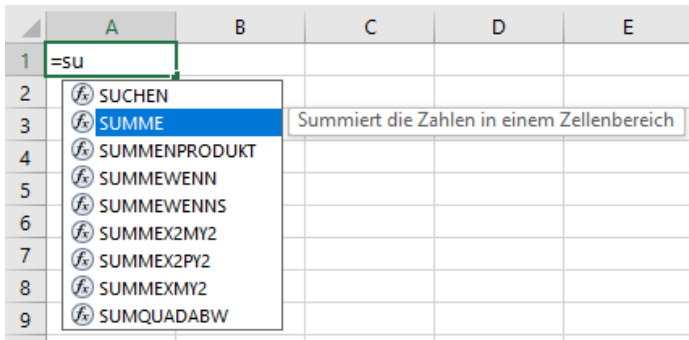 A B C D E
1 =su
2 SUCHEN
3 SUMME Summiert die Zahlen in einem Zellenbereich
4 SUMMENPRODUKT
5 SUMMEWENN
SUMMEWENNS
6 SUMMEX2MY2
7 SUMMEX2PY2
8 SUMMEXMY2
9 SUMQUADABW